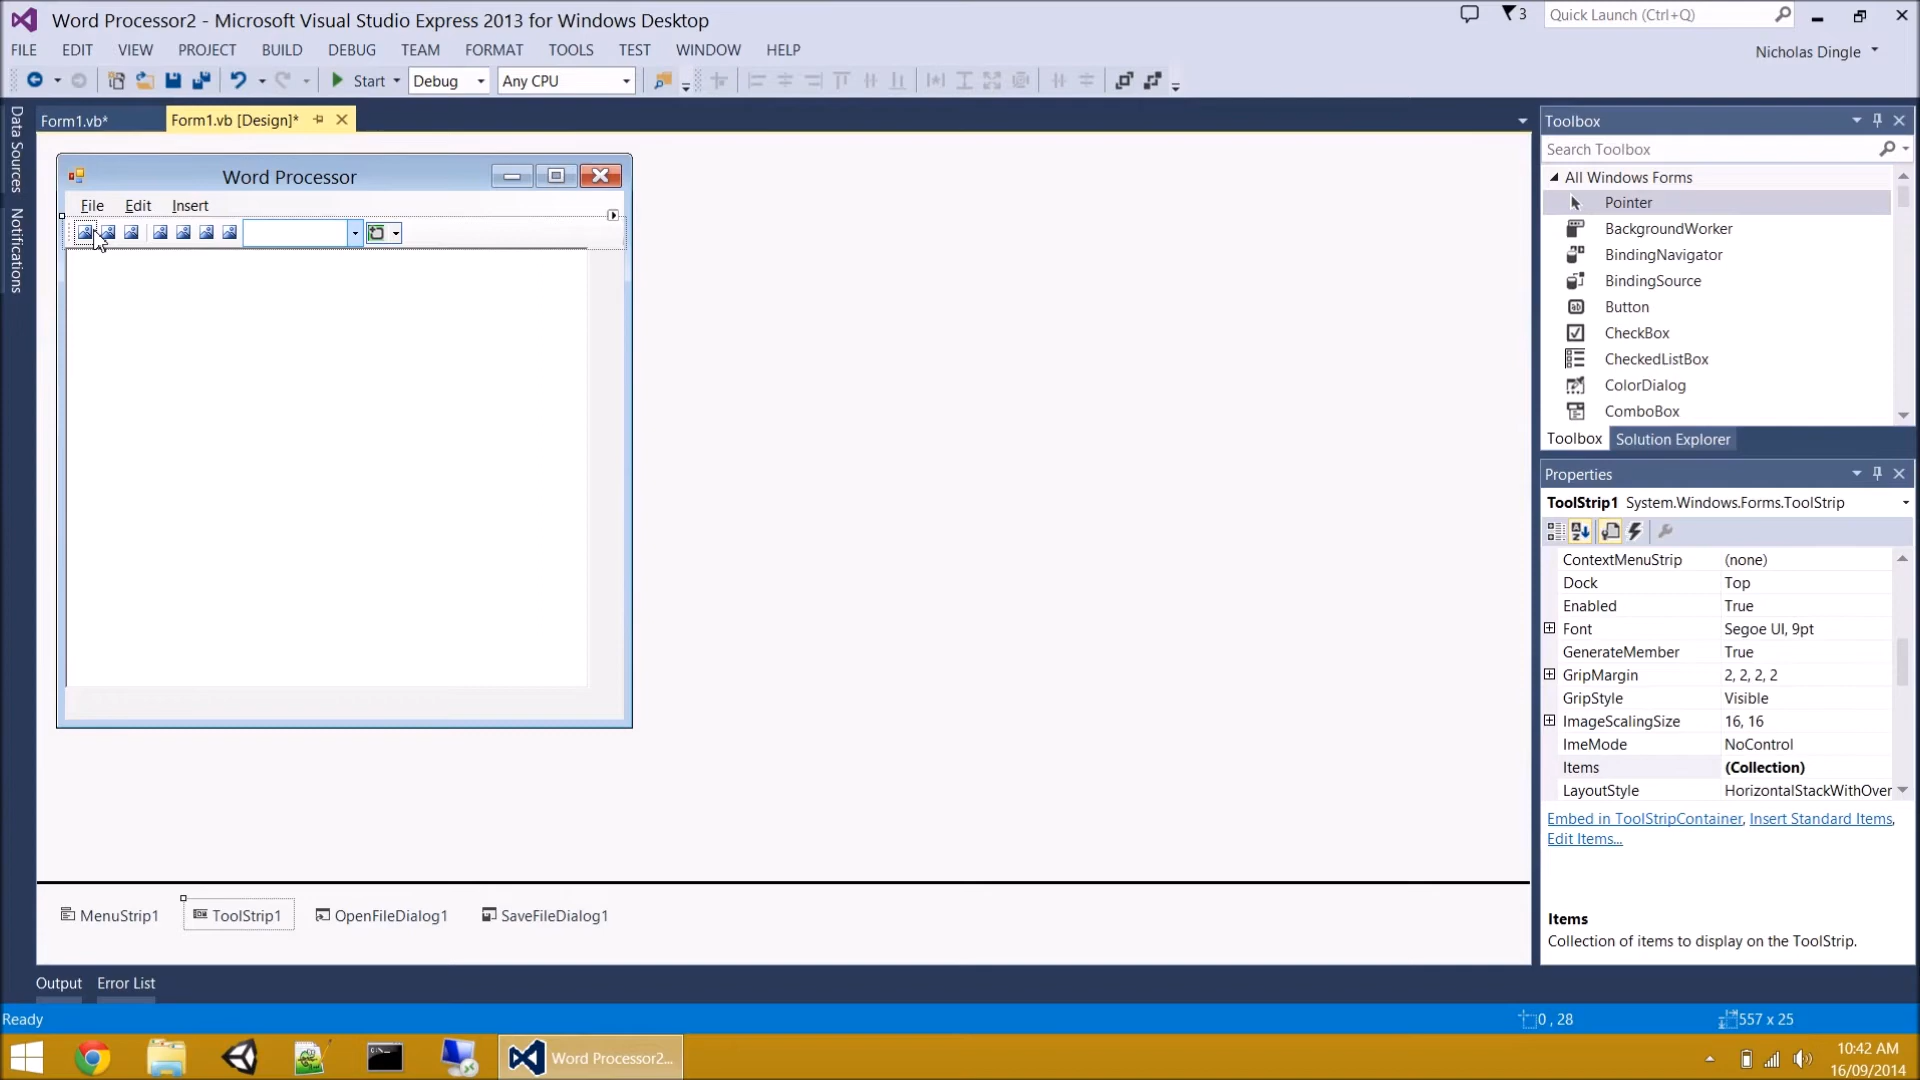 Word Processor2 - Microsoft Visual Studio Express 2013 for Windows Desktop
3
Quick Launch (Ctrl+Q)
FILE EDIT VIEW PROJECT BUILD DEBUG TEAM FORMAT TOOLS TEST WINDOW HELP
Nicholas Dingle
Start Debug Any CPU
Data Sources
Notifications
Form1.vb*
Form1.vb [Design]*
Word Processor
File Edit Insert
MenuStrip1
ToolStrip1
OpenFileDialog1
SaveFileDialog1
Toolbox
Search Toolbox
All Windows Forms
Pointer
BackgroundWorker
BindingNavigator
BindingSource
Button
CheckBox
CheckedListBox
ColorDialog
ComboBox
Toolbox Solution Explorer
Properties
ToolStrip1 System.Windows.Forms.ToolStrip
ContextMenuStrip (none)
Dock Top
Enabled True
Font Segoe UI, 9pt
GenerateMember True
GripMargin 2, 2, 2, 2
GripStyle Visible
ImageScalingSize 16, 16
ImeMode NoControl
Items (Collection)
LayoutStyle HorizontalStackWithOver
Embed in ToolStripContainer, Insert Standard Items,
Edit Items...
Items
Collection of items to display on the ToolStrip.
Output Error List
Ready
0 , 28
557 x 25
Word Processor2...
10:42 AM
16/09/2014